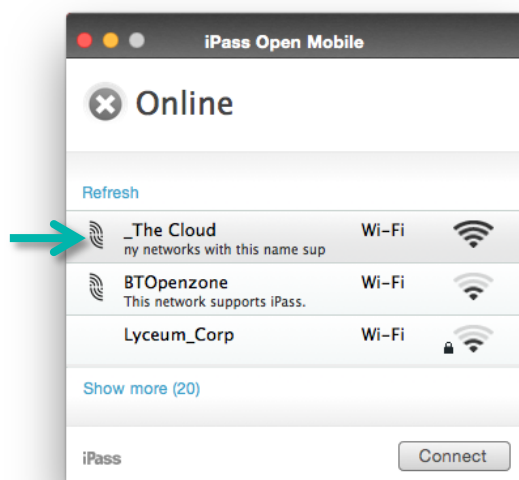 iPass Open Mobile
Online
Refresh
_The Cloud Wi-Fi
ny networks with this name sup
BTOpenzone Wi-Fi
This network supports iPass.
Lyceum_Corp Wi-Fi
Show more (20)
iPass Connect